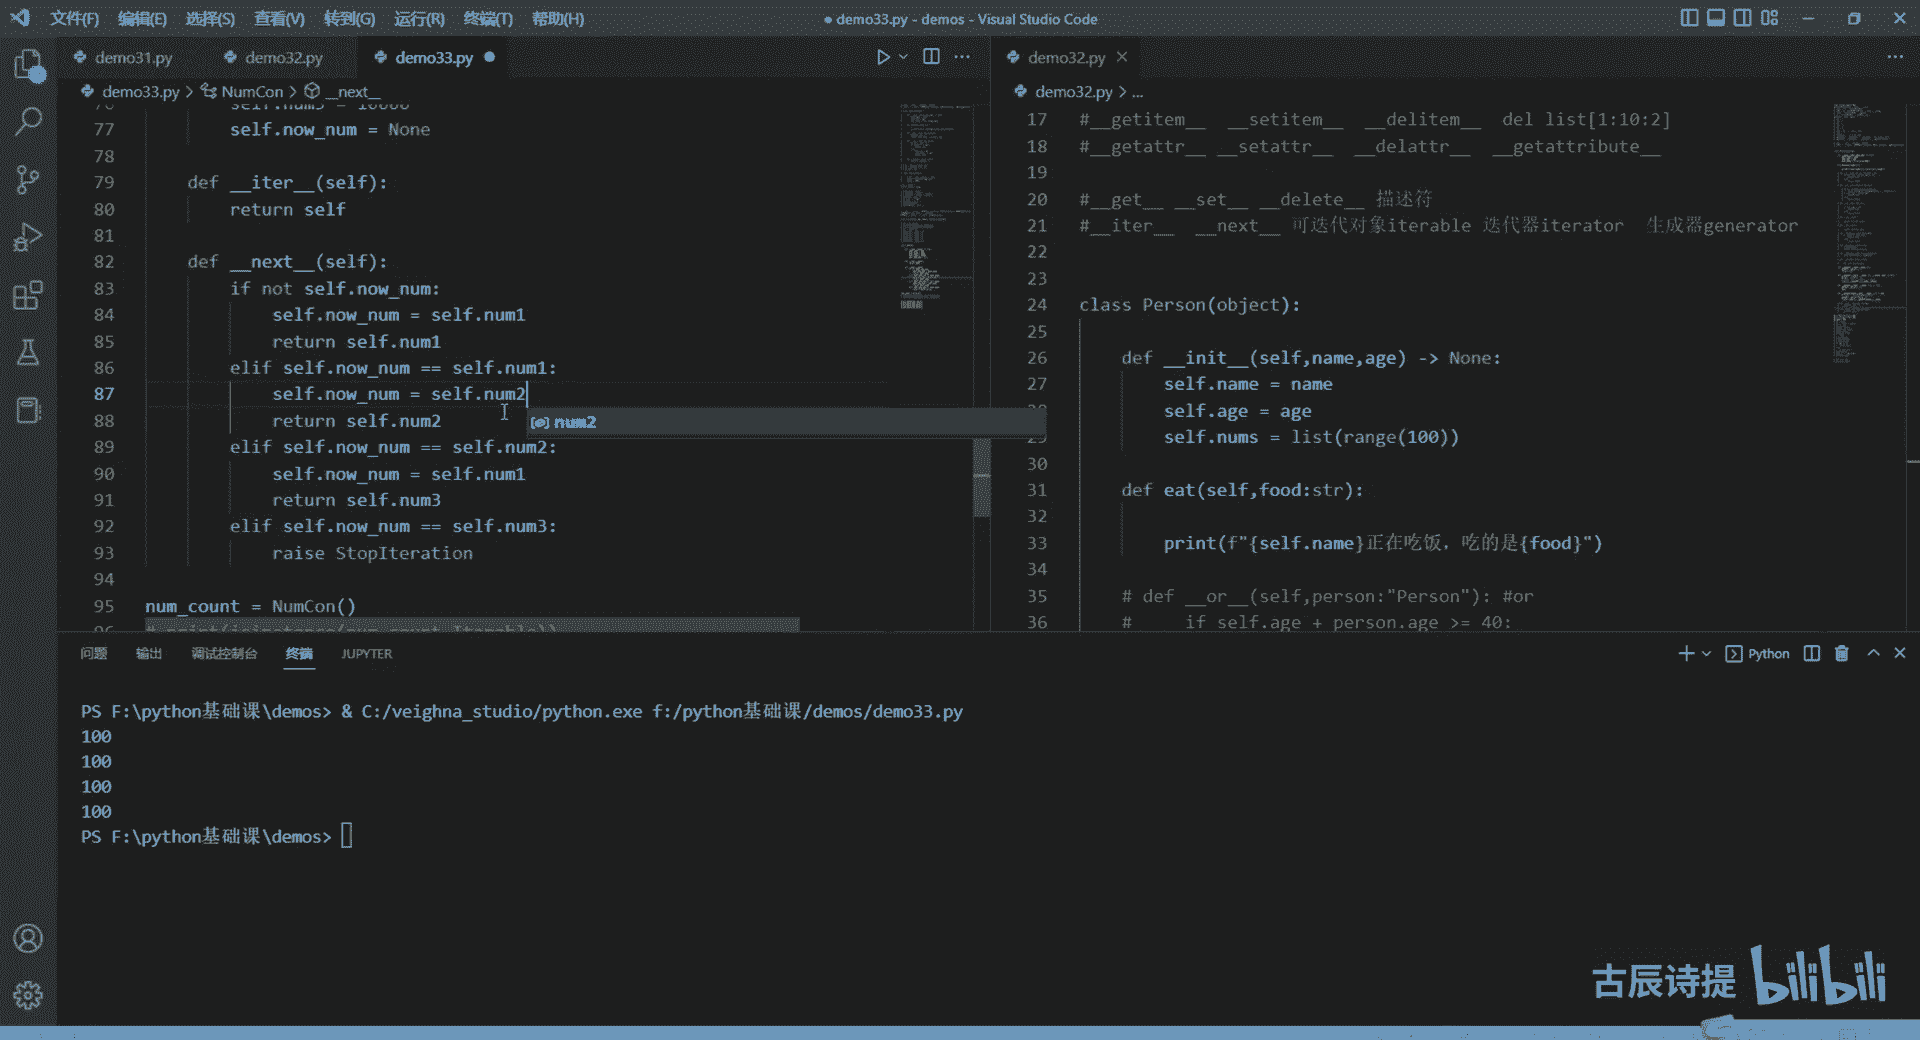 文件(F) 编辑(E) 选择(S) 查看(V) 转到(G) 运行(R) 终端(T) 帮助(H)
● demo33.py - demos - Visual Studio Code
demo31.py demo32.py demo33.py ●
demo33.py > NumCon > __next__
77 self.now_num = None
78
79 def __iter__(self):
80 return self
81
82 def __next__(self):
83 if not self.now_num:
84 self.now_num = self.num1
85 return self.num1
86 elif self.now_num == self.num1:
87 self.now_num = self.num2
88 return self.num2
num2
89 elif self.now_num == self.num2:
90 self.now_num = self.num1
91 return self.num3
92 elif self.now_num == self.num3:
93 raise StopIteration
94
95 num_count = NumCon()
demo32.py
demo32.py > ...
17 #__getitem__ __setitem__ __delitem__ del list[1:10:2]
18 #__getattr__ __setattr__ __delattr__ __getattribute__
19
20 #__get__ __set__ __delete__ 描述符
21 #__iter__ __next__ 可迭代对象iterable 迭代器iterator 生成器generator
22
23
24 class Person(object):
25
26 def __init__(self,name,age) -> None:
27 self.name = name
self.age = age
self.nums = list(range(100))
30
31 def eat(self,food:str):
32
33 print(f"{self.name}正在吃饭, 吃的是{food}")
34
35 # def __or__(self,person:"Person"): #or
36 # if self.age + person.age >= 40:
问题 输出 调试控制台 终端 JUPYTER
Python
PS F:\python基础课\demos> & C:/veighna_studio/python.exe f:/python基础课/demos/demo33.py
100
100
100
100
PS F:\python基础课\demos>
古辰诗提 bilibili